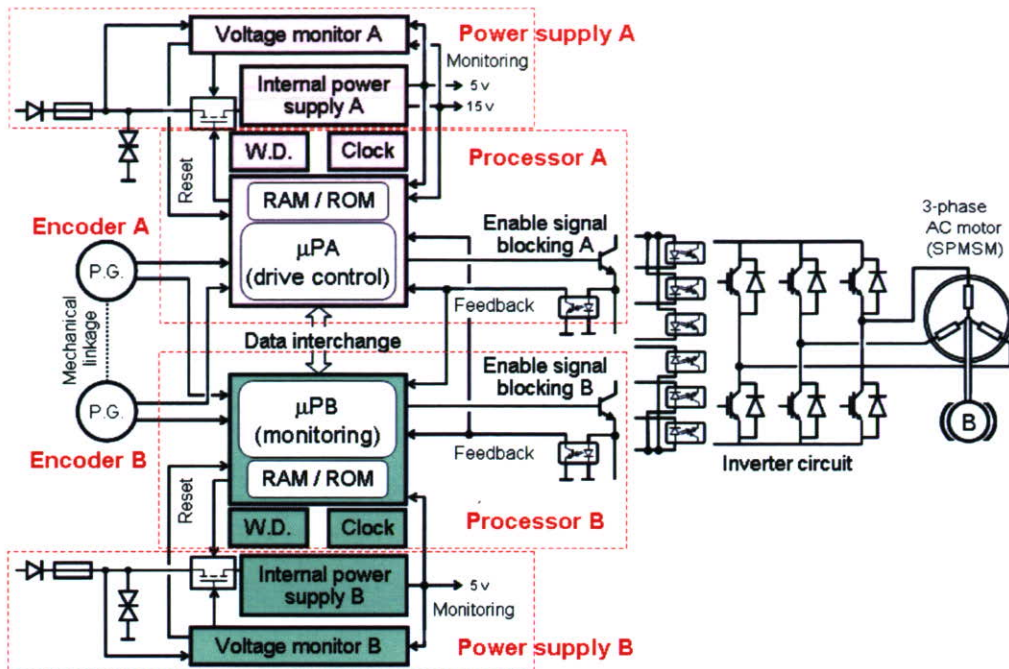 Voltage monitor A
Power supply A
Monitoring
Internal power
supply A
5 v
15 v
W.D.
Clock
Processor A
Reset
RAM / ROM
Encoder A
P.G.
μPA
(drive control)
Enable signal
blocking A
3-phase
AC motor
(SPMSM)
Feedback
Mechanical
linkage
Data interchange
Enable signal
blocking B
P.G.
μPB
(monitoring)
B
Encoder B
Feedback
Inverter circuit
RAM / ROM
Reset
Processor B
W.D.
Clock
Internal power
supply B
5 v
Monitoring
Voltage monitor B
Power supply B